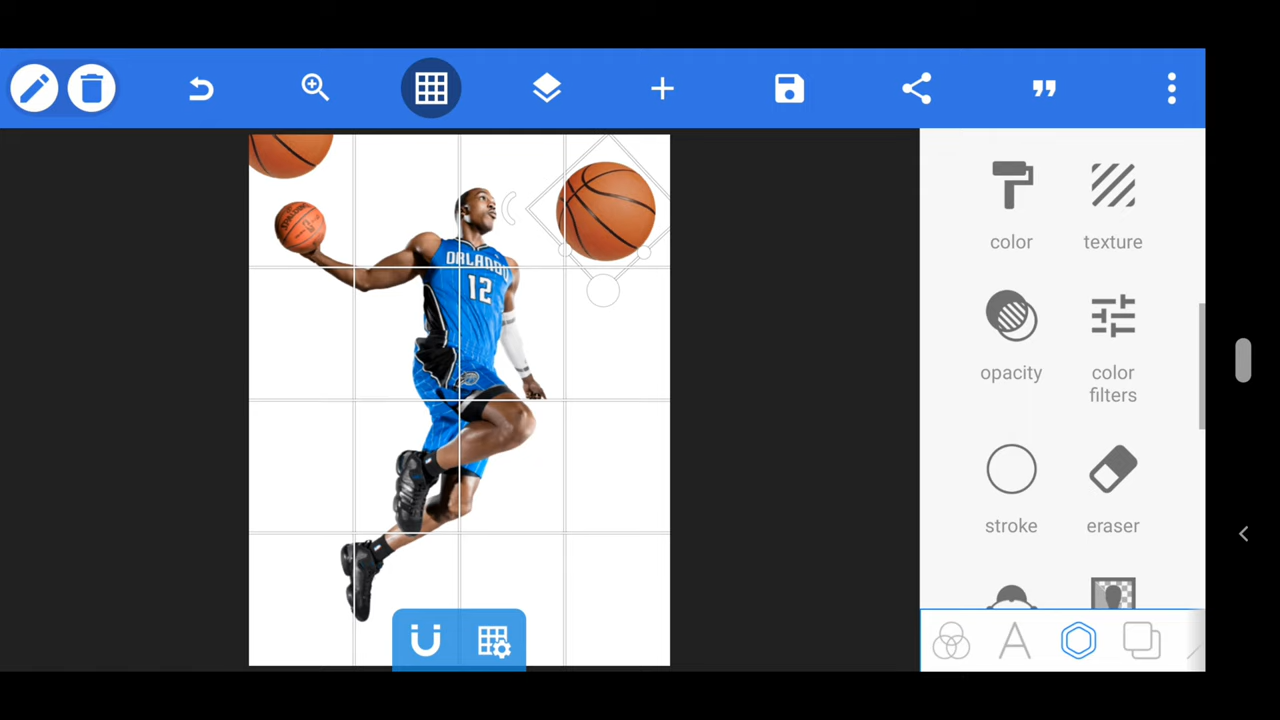 color
texture
opacity
color
filters
stroke
eraser
ORLANDO
12